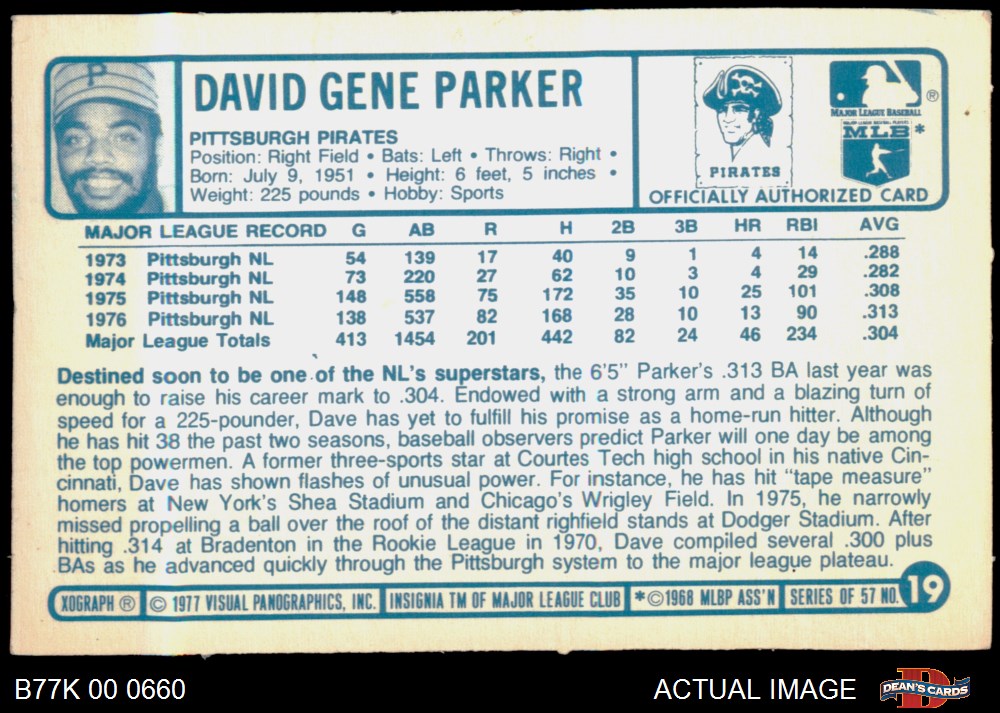 P
DAVID GENE PARKER
PITTSBURGH PIRATES
Position: Right Field • Bats: Left • Throws: Right •
Born: July 9, 1951 • Height: 6 feet, 5 inches •
Weight: 225 pounds • Hobby: Sports
PIRATES
MAJOR LEAGUE BASEBALL ®
MLB *
OFFICIALLY AUTHORIZED CARD
MAJOR LEAGUE RECORD G AB R H 2B 3B HR RBI AVG
1973 Pittsburgh NL 54 139 17 40 9 1 4 14 .288
1974 Pittsburgh NL 73 220 27 62 10 3 4 29 .282
1975 Pittsburgh NL 148 558 75 172 35 10 25 101 .308
1976 Pittsburgh NL 138 537 82 168 28 10 13 90 .313
Major League Totals 413 1454 201 442 82 24 46 234 .304
Destined soon to be one of the NL's superstars, the 6'5" Parker's .313 BA last year was
enough to raise his career mark to .304. Endowed with a strong arm and a blazing turn of
speed for a 225-pounder, Dave has yet to fulfill his promise as a home-run hitter. Although
he has hit 38 the past two seasons, baseball observers predict Parker will one day be among
the top powermen. A former three-sports star at Courtes Tech high school in his native Cin-
cinnati, Dave has shown flashes of unusual power. For instance, he has hit "tape measure"
homers at New York's Shea Stadium and Chicago's Wrigley Field. In 1975, he narrowly
missed propelling a ball over the roof of the distant righfield stands at Dodger Stadium. After
hitting .314 at Bradenton in the Rookie League in 1970, Dave compiled several .300 plus
BAs as he advanced quickly through the Pittsburgh system to the major league plateau.
XOGRAPH ® © 1977 VISUAL PANOGRAPHICS, INC. INSIGNIA TM OF MAJOR LEAGUE CLUB *©1968 MLBP ASS'N SERIES OF 57 NO. 19
B77K 00 0660
ACTUAL IMAGE
D
DEAN'S CARDS